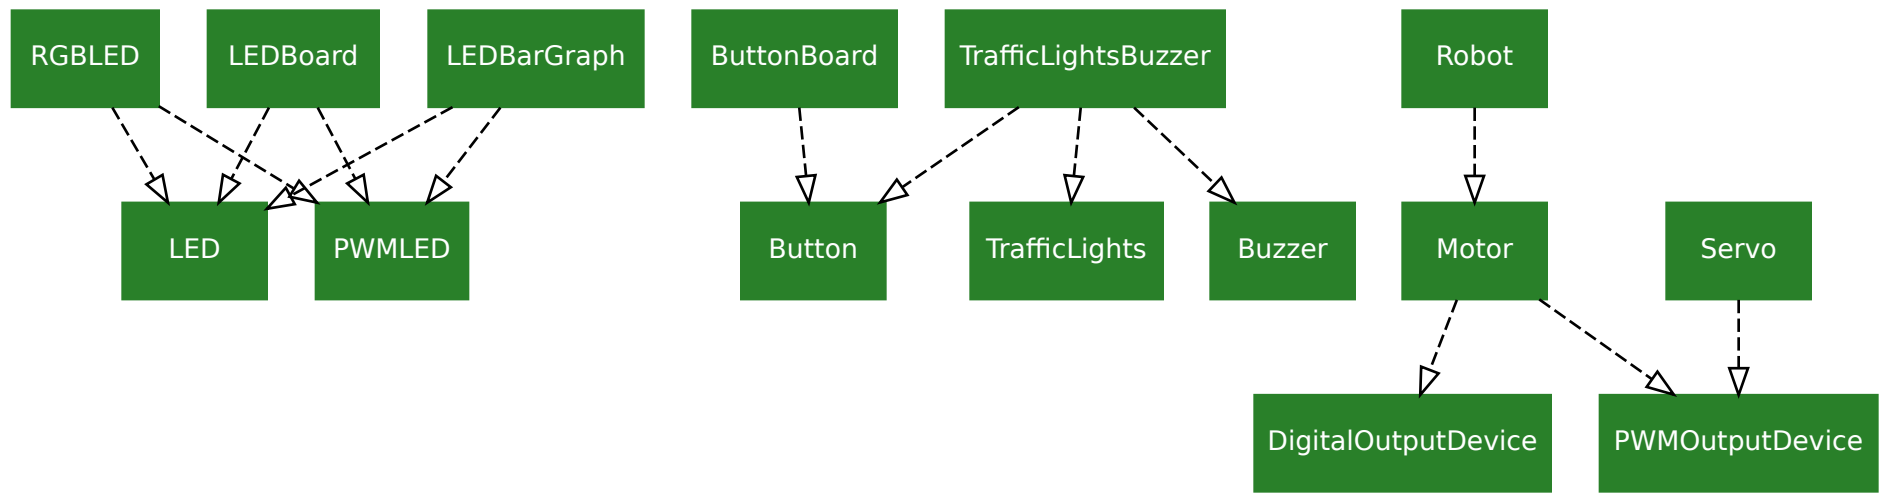 RGBLED
LEDBoard
LEDBarGraph
ButtonBoard
TrafficLightsBuzzer
Robot
LED
PWMLED
Button
TrafficLights
Buzzer
Motor
Servo
DigitalOutputDevice
PWMOutputDevice